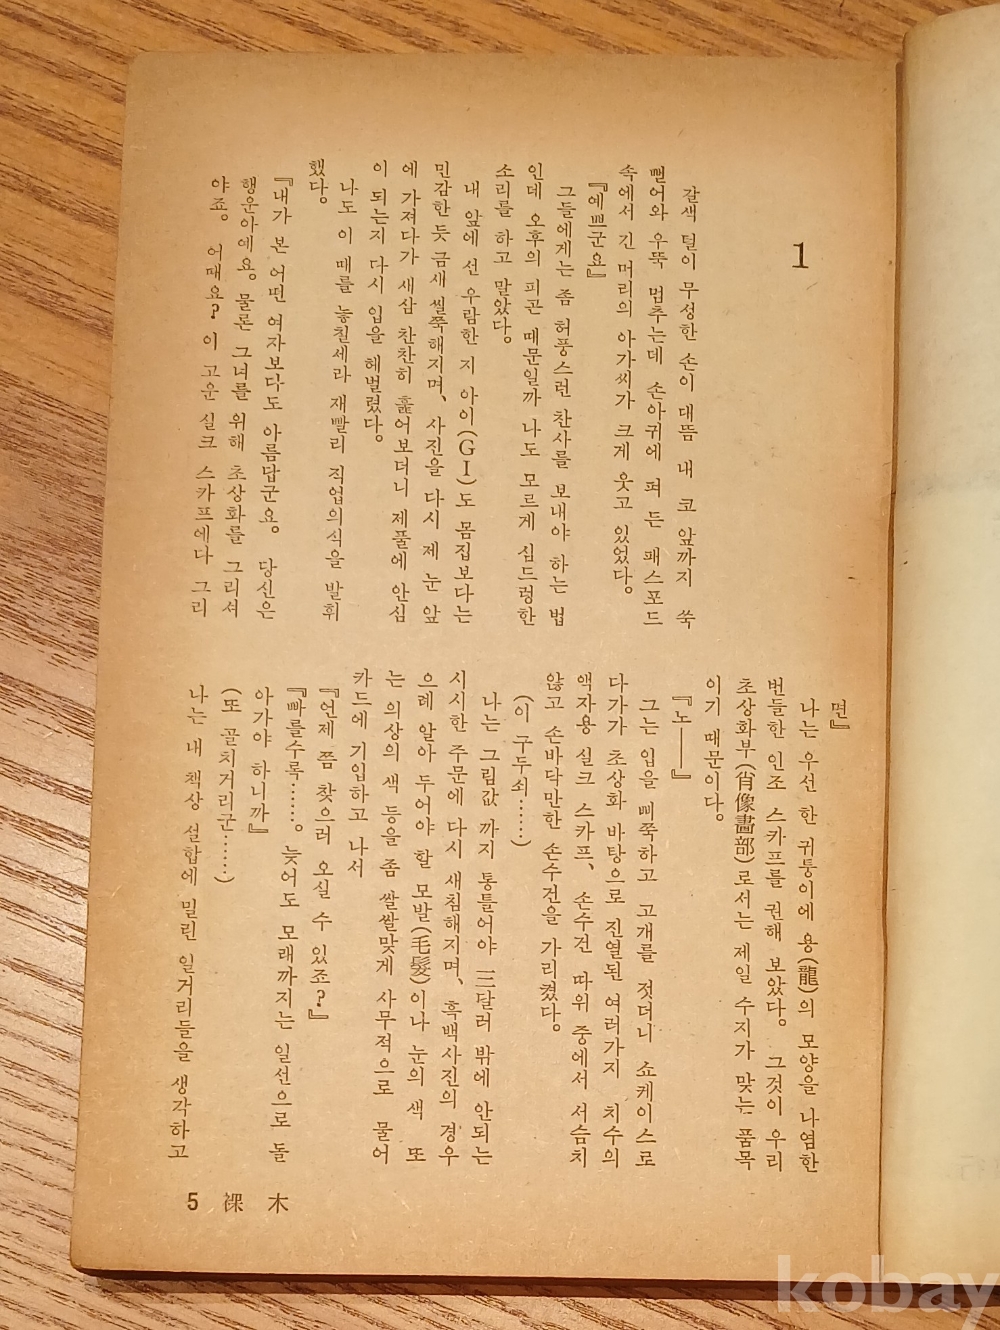 1
갈색 털이 무성한 손이 대뜸 내 코 앞까지 쑥
뻗어와 우뚝 멈추는데 손아귀에 펴 든 패스포드
속에서 긴 머리의 아가씨가 크게 웃고 있었다.
『예쁘군요』
그들에게는 좀 허풍스런 찬사를 보내야 하는 법
인데 오후의 피곤 때문일까 나도 모르게 십드렁한
소리를 하고 말았다.
내 앞에 선 우람한 지 아이(GI)도 몸집보다는
민감한 듯 금새 씰쭉해지며, 사진을 다시 제 눈 앞
에 가져다가 새삼 찬찬히 훑어보더니 제풀에 안심
이 되는지 다시 입을 헤벌렸다.
나도 이 때를 놓칠세라 재빨리 직업의식을 발휘
했다.
『내가 본 어떤 여자보다도 아름답군요. 당신은
행운아예요. 물론 그녀를 위해 초상화를 그리셔
야죠. 어때요? 이 고운 실크 스카프에다 그리
면』
나는 우선 한 귀퉁이에 용(龍)의 모양을 나염한
번들한 인조 스카프를 권해 보았다. 그것이 우리
초상화부(肖像畵部)로서는 제일 수지가 맞는 품목
이기 때문이다.
『노──』
그는 입을 삐쭉하고 고개를 젓더니 쇼케이스로
다가가 초상화 바탕으로 진열된 여러가지 치수의
액자용 실크 스카프, 손수건 따위 중에서 서슴치
않고 손바닥만한 손수건을 가리켰다.
(이 구두쇠……)
나는 그림값 까지 통틀어야 三달러 밖에 안되는
시시한 주문에 다시 새침해지며, 흑백사진의 경우
으례 알아 두어야 할 모발(毛髮)이나 눈의 색 또
는 의상의 색 등을 좀 쌀쌀맞게 사무적으로 물어
카드에 기입하고 나서
『언제 쯤 찾으러 오실 수 있죠?』
『빠를수록……. 늦어도 모래까지는 일선으로 돌
아가야 하니까』
(또 골치거리군……)
나는 내 책상 설합에 밀린 일거리들을 생각하고
5 裸木
kobay